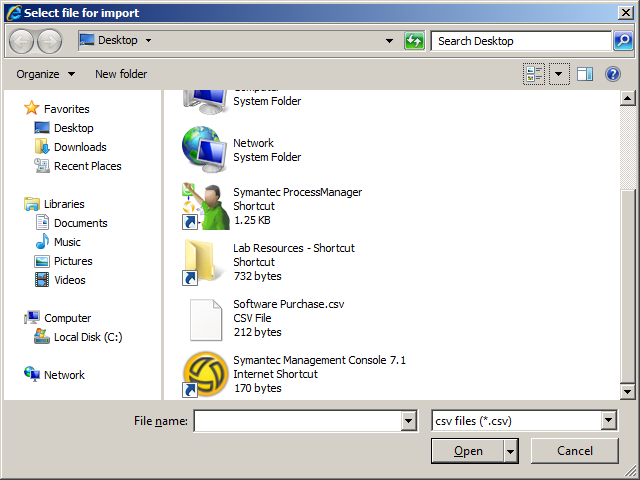 Select file for import
Desktop
Search Desktop
Organize
New folder
Favorites
Desktop
Downloads
Recent Places
Libraries
Documents
Music
Pictures
Videos
Computer
Local Disk (C:)
Network
Computer
System Folder
Network
System Folder
Symantec ProcessManager
Shortcut
1.25 KB
Lab Resources - Shortcut
Shortcut
732 bytes
Software Purchase.csv
CSV File
212 bytes
Symantec Management Console 7.1
Internet Shortcut
170 bytes
File name:
csv files (*.csv)
Open
Cancel